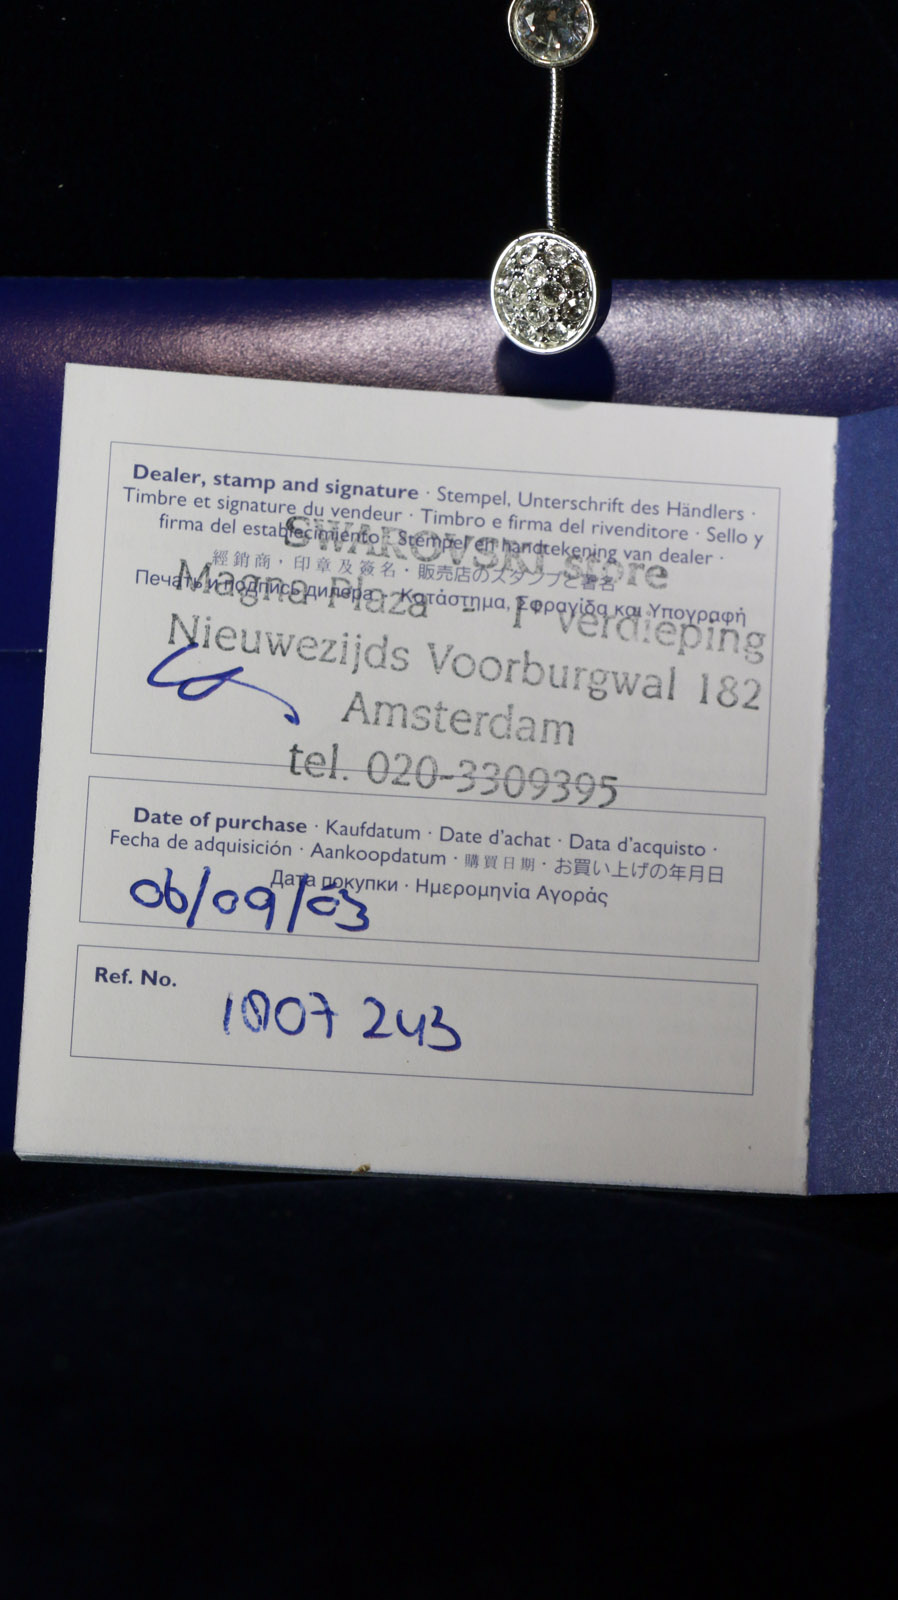 Dealer, stamp and signature · Stempel, Unterschrift des Händlers ·
Timbre et signature du vendeur · Timbro e firma del rivenditore · Sello y
firma del establecimiento · Stempel en handtekening van dealer ·
經銷商，印章及簽名 · 販売店のスタンプと署名
Печать и подпись дилера · Κατάστημα, Σφραγίδα και Υπογραφή
SWAROVSKI store
Magna Plaza - 1e verdieping
Nieuwezijds Voorburgwal 182
Amsterdam
tel. 020-3309395
Date of purchase · Kaufdatum · Date d'achat · Data d'acquisto ·
Fecha de adquisición · Aankoopdatum · 購買日期 · お買い上げの年月日
Дата покупки · Ημερομηνία Αγοράς
06/09/03
Ref. No.
1007 243